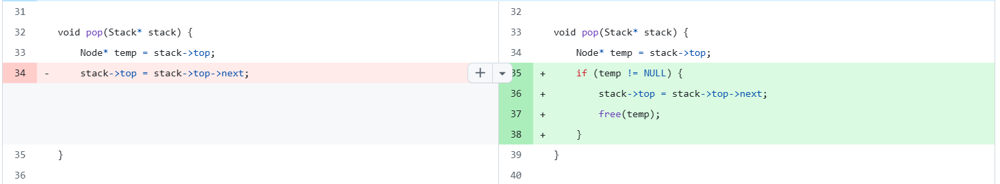 31
32 void pop(Stack* stack) {
33 Node* temp = stack->top;
34 - stack->top = stack->top->next;
35 }
36
32
33 void pop(Stack* stack) {
34 Node* temp = stack->top;
35 + if (temp != NULL) {
36 + stack->top = stack->top->next;
37 + free(temp);
38 + }
39 }
40